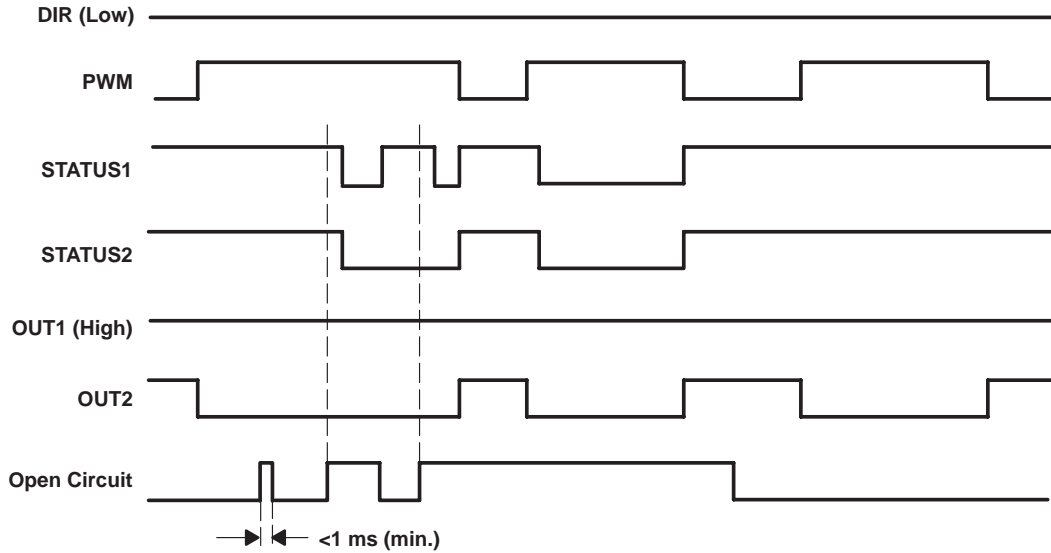 DIR (Low)
PWM
STATUS1
STATUS2
OUT1 (High)
OUT2
Open Circuit
<1 ms (min.)